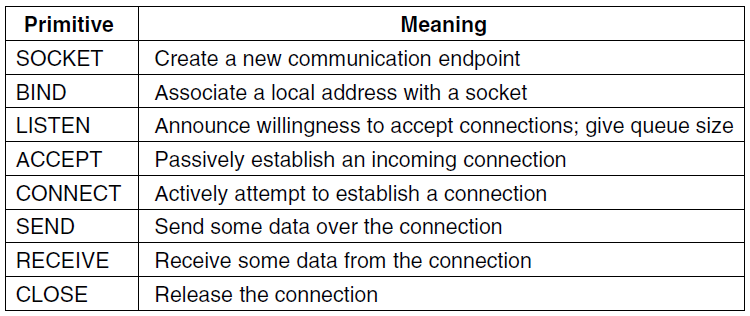 Primitive Meaning
SOCKET Create a new communication endpoint
BIND Associate a local address with a socket
LISTEN Announce willingness to accept connections; give queue size
ACCEPT Passively establish an incoming connection
CONNECT Actively attempt to establish a connection
SEND Send some data over the connection
RECEIVE Receive some data from the connection
CLOSE Release the connection